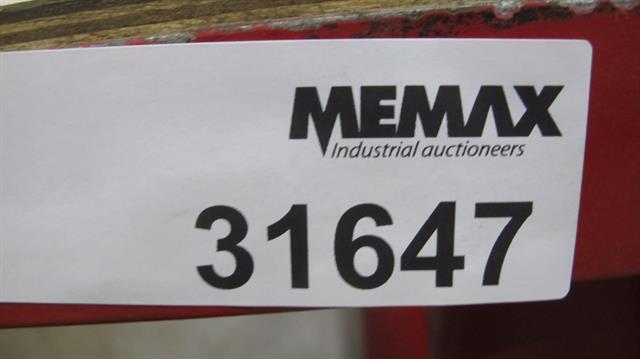 MEMAX
Industrial auctioneers
31647